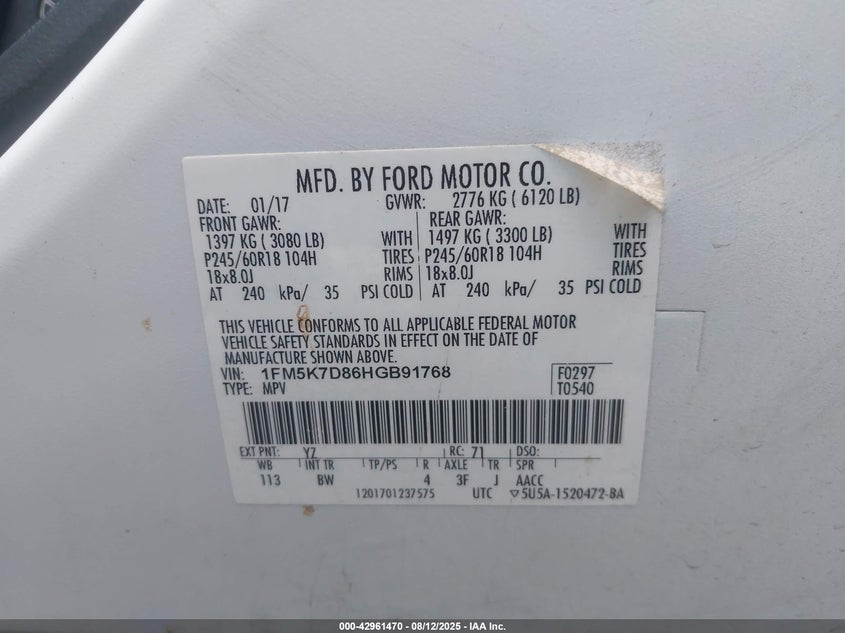 MFD. BY FORD MOTOR CO.
DATE: 01/17 GVWR: 2776 KG ( 6120 LB)
FRONT GAWR: REAR GAWR:
1397 KG ( 3080 LB) WITH 1497 KG ( 3300 LB) WITH
P245/60R18 104H TIRES P245/60R18 104H TIRES
18x8.0J RIMS 18x8.0J RIMS
AT 240 kPa/ 35 PSI COLD AT 240 kPa/ 35 PSI COLD
THIS VEHICLE CONFORMS TO ALL APPLICABLE FEDERAL MOTOR
VEHICLE SAFETY STANDARDS IN EFFECT ON THE DATE OF
MANUFACTURE SHOWN ABOVE.
VIN: 1FM5K7D86HGB91768 F0297
TYPE: MPV T0540
EXT PNT: YZ RC: 71 DSO:
WB INT TR TP/PS R AXLE TR SPR
113 BW 4 3F J AACC
1201701237575 UTC ▽5U5A-1520472-BA
000-42961470 - 08/12/2025 - IAA Inc.